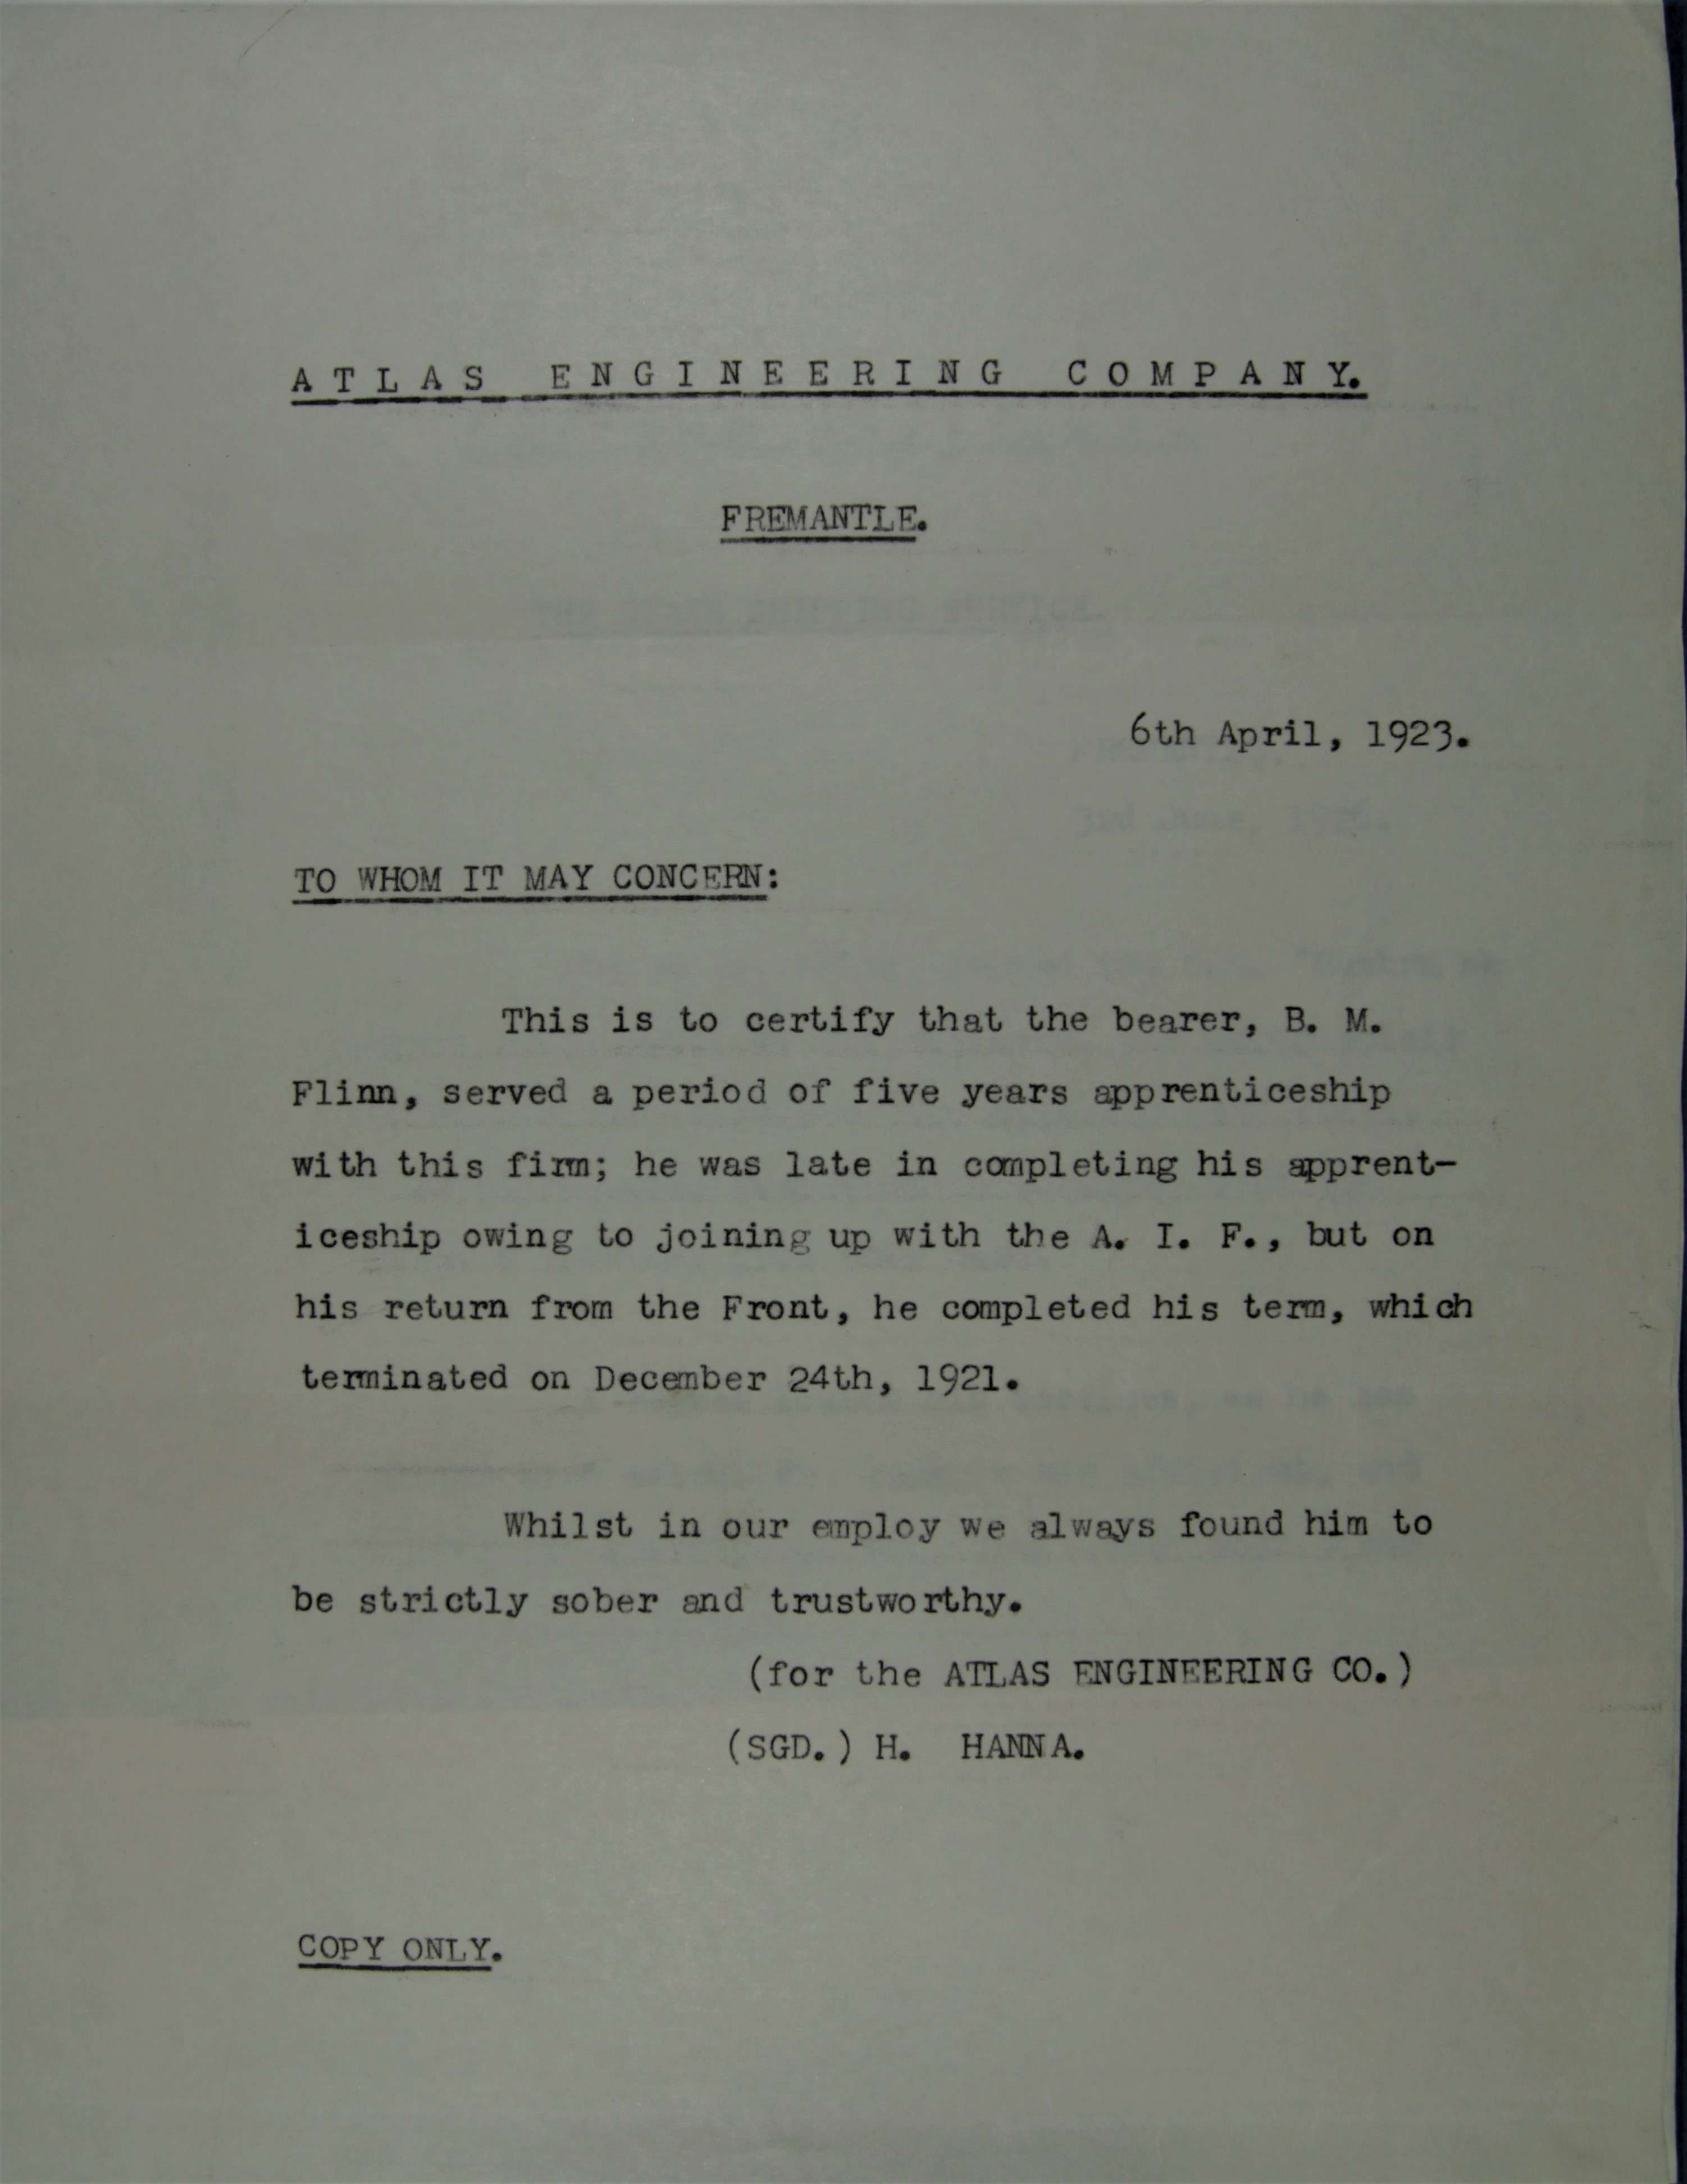 ATLAS ENGINEERING COMPANY.
FREMANTLE.
6th April, 1923.
TO WHOM IT MAY CONCERN:
This is to certify that the bearer, B. M.
Flinn, served a period of five years apprenticeship
with this firm; he was late in completing his apprent-
iceship owing to joining up with the A. I. F., but on
his return from the Front, he completed his term, which
terminated on December 24th, 1921.
Whilst in our employ we always found him to
be strictly sober and trustworthy.
(for the ATLAS ENGINEERING CO.)
(SGD.) H. HANNA.
COPY ONLY.